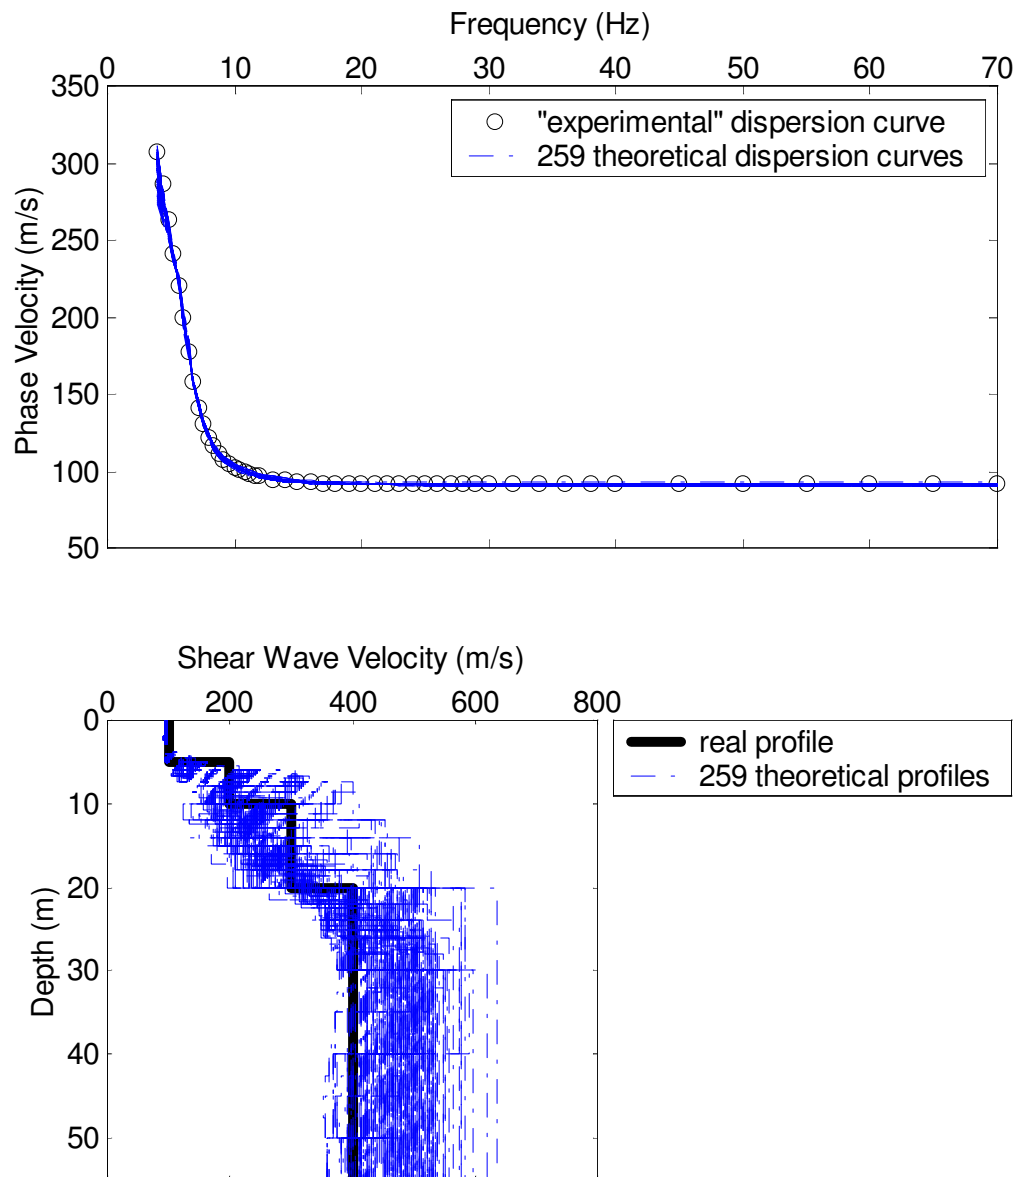 Frequency (Hz)
0 10 20 30 40 50 60 70
350
300
250
200
150
100
50
Phase Velocity (m/s)
"experimental" dispersion curve
259 theoretical dispersion curves
Shear Wave Velocity (m/s)
0 200 400 600 800
0
10
20
30
40
50
Depth (m)
real profile
259 theoretical profiles